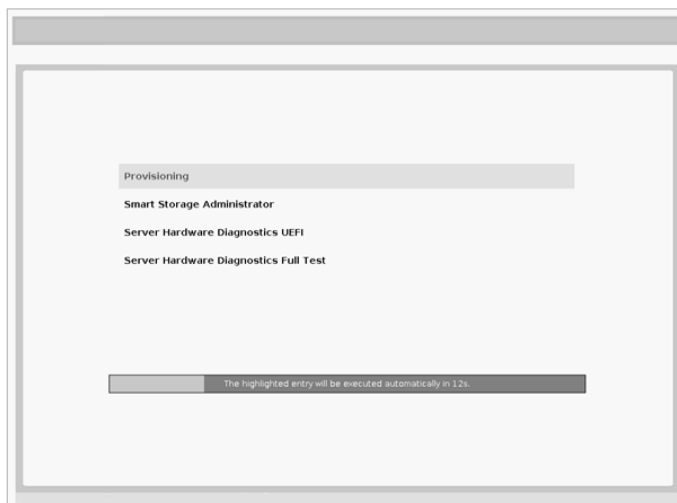 Provisioning
Smart Storage Administrator
Server Hardware Diagnostics UEFI
Server Hardware Diagnostics Full Test
The highlighted entry will be executed automatically in 12s.